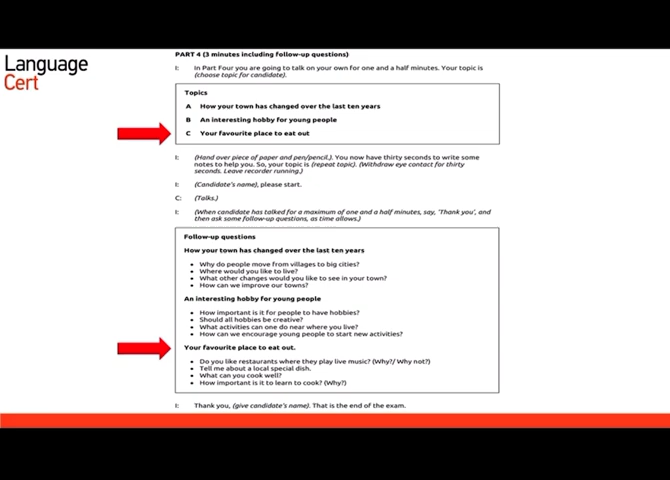 Language
Cert
PART 4 (3 minutes including follow-up questions)
I: In Part Four you are going to talk on your own for one and a half minutes. Your topic is
(choose topic for candidate).
Topics
A How your town has changed over the last ten years
B An interesting hobby for young people
C Your favourite place to eat out
I: (Hand over piece of paper and pen/pencil.) You now have thirty seconds to write some
notes to help you. So, your topic is (repeat topic). (Withdraw eye contact for thirty
seconds. Leave recorder running.)
I: (Candidate's name), please start.
C: (Talks.)
I: (When candidate has talked for a maximum of one and a half minutes, say, 'Thank you', and
then ask some follow-up questions, as time allows.)
Follow-up questions
How your town has changed over the last ten years
• Why do people move from villages to big cities?
• Where would you like to live?
• What other changes would you like to see in your town?
• How can we improve our towns?
An interesting hobby for young people
• How important is it for people to have hobbies?
• Should all hobbies be creative?
• What activities can one do near where you live?
• How can we encourage young people to start new activities?
Your favourite place to eat out.
• Do you like restaurants where they play live music? (Why?/ Why not?)
• Tell me about a local special dish.
• What can you cook well?
• How important is it to learn to cook? (Why?)
I: Thank you, (give candidate's name). That is the end of the exam.